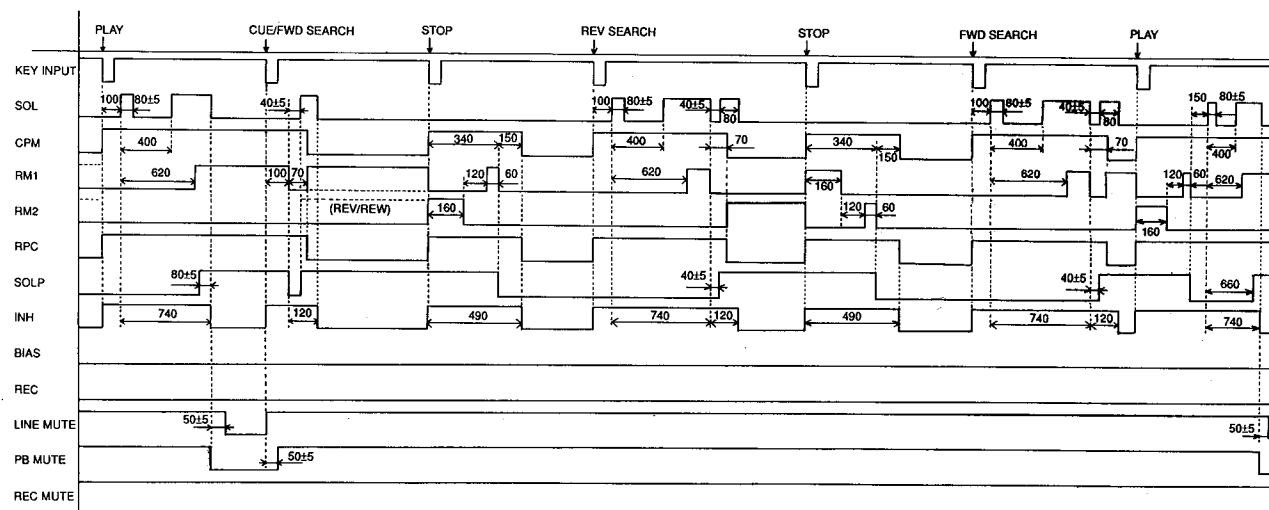 PLAY CUE/FWD SEARCH STOP REV SEARCH STOP FWD SEARCH PLAY
KEY INPUT
SOL 100 80±5 40±5 100 80±5 40±5 80 100 80±5 40±5 80 150 80±5
CPM 400 340 150 400 70 340 150 400 70 400
RM1 620 100 70 120 60 620 160 620 120 60 620
RM2 (REV/REW) 160 120 60 160
RPC
SOLP 80±5 40±5 40±5 660
INH 740 120 490 740 120 490 740 120 740
BIAS
REC
LINE MUTE 50±5 50±5
PB MUTE 50±5
REC MUTE